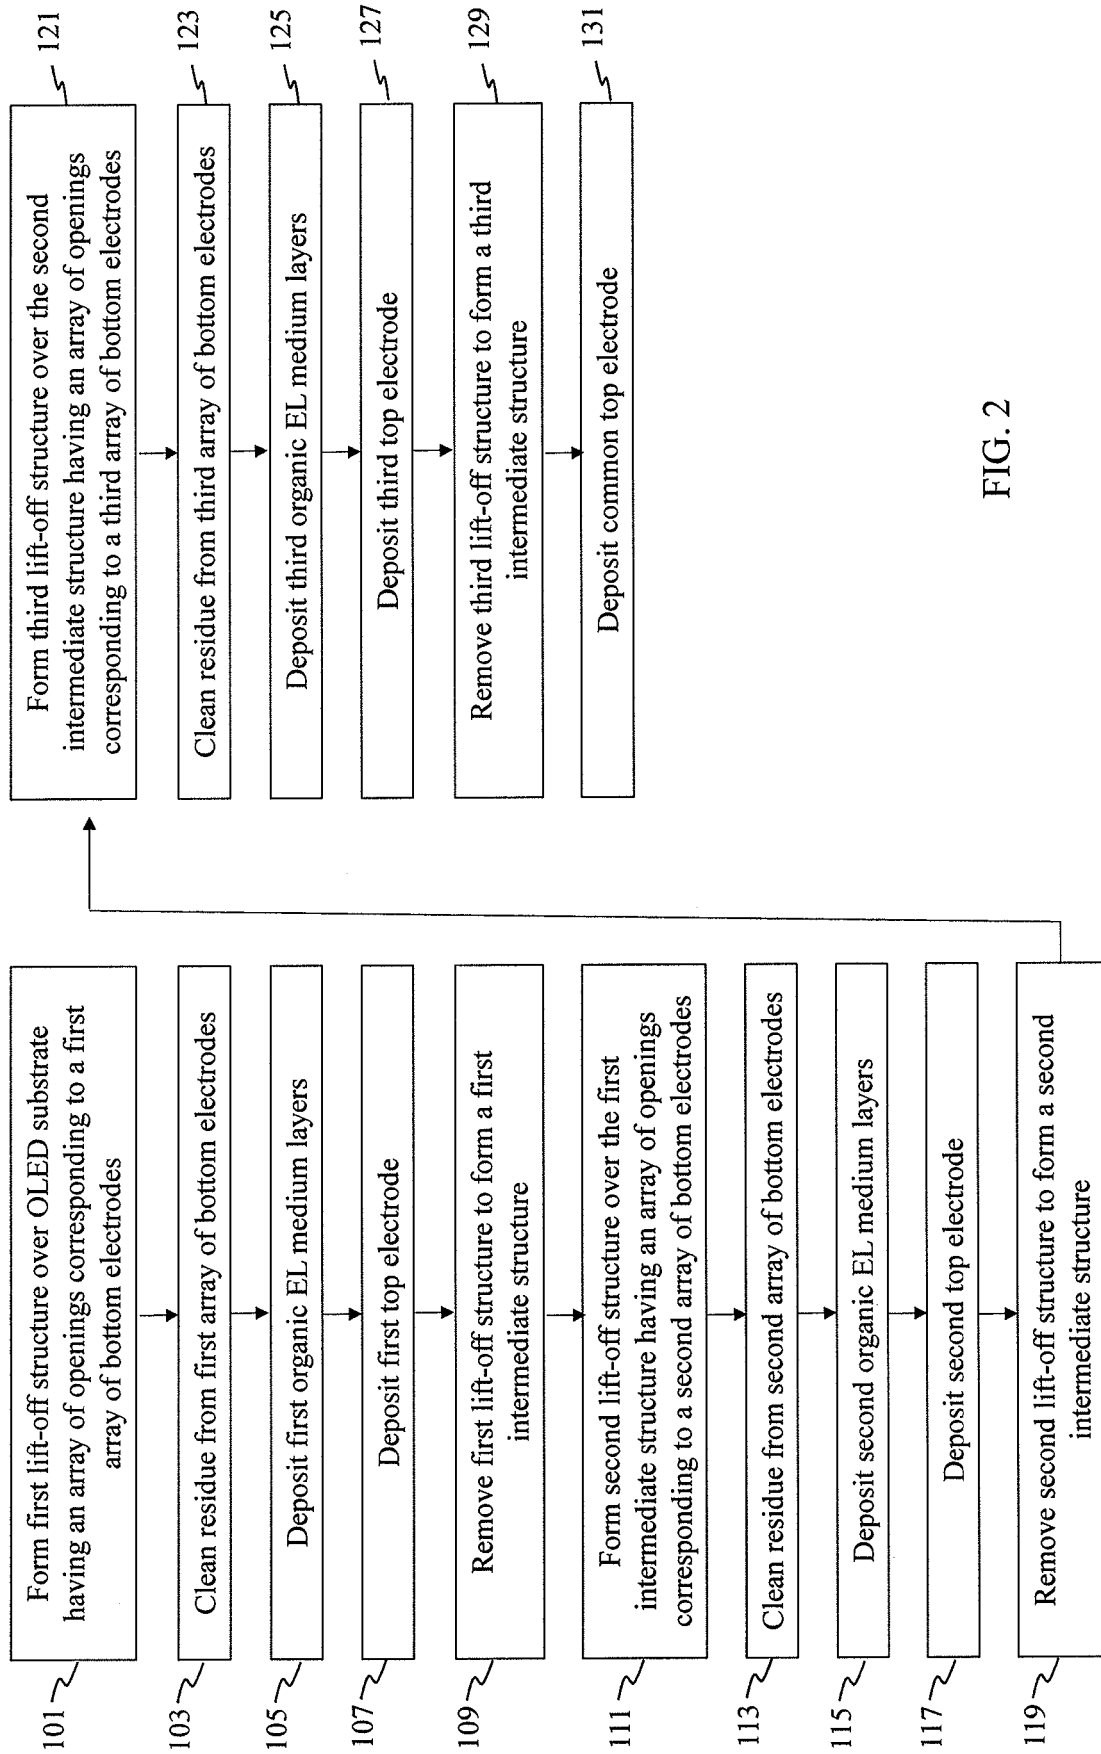 101
Form first lift-off structure over OLED substrate
having an array of openings corresponding to a first
array of bottom electrodes
103
Clean residue from first array of bottom electrodes
105
Deposit first organic EL medium layers
107
Deposit first top electrode
109
Remove first lift-off structure to form a first
intermediate structure
111
Form second lift-off structure over the first
intermediate structure having an array of openings
corresponding to a second array of bottom electrodes
113
Clean residue from second array of bottom electrodes
115
Deposit second organic EL medium layers
117
Deposit second top electrode
119
Remove second lift-off structure to form a second
intermediate structure
Form third lift-off structure over the second
intermediate structure having an array of openings
corresponding to a third array of bottom electrodes
121
Clean residue from third array of bottom electrodes
123
Deposit third organic EL medium layers
125
Deposit third top electrode
127
Remove third lift-off structure to form a third
intermediate structure
129
Deposit common top electrode
131
FIG. 2